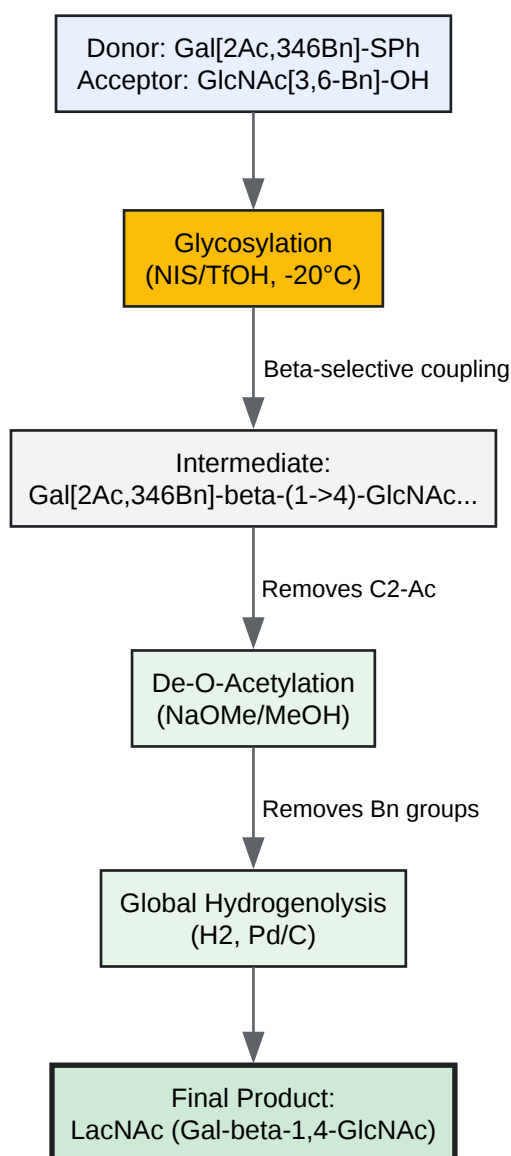 Donor: Gal[2Ac,346Bn]-SPh
Acceptor: GlcNAc[3,6-Bn]-OH
Glycosylation
(NIS/TfOH, -20°C)
Beta-selective coupling
Intermediate:
Gal[2Ac,346Bn]-beta-(1->4)-GlcNAc...
Removes C2-Ac
De-O-Acetylation
(NaOMe/MeOH)
Removes Bn groups
Global Hydrogenolysis
(H2, Pd/C)
Final Product:
LacNAc (Gal-beta-1,4-GlcNAc)